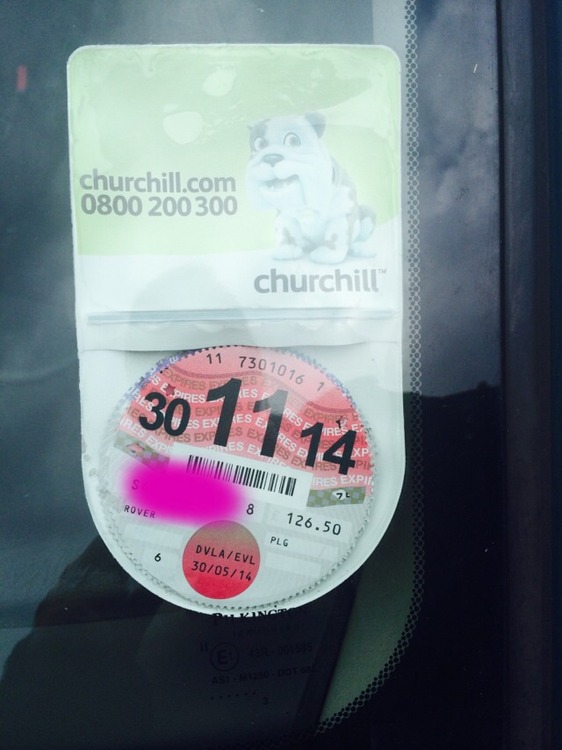 churchill.com
0800 200 300
churchill™
11 7301016 1
30 11 14
S
ROVER 8 126.50
PLG
6
DVLA/EVL
30/05/14